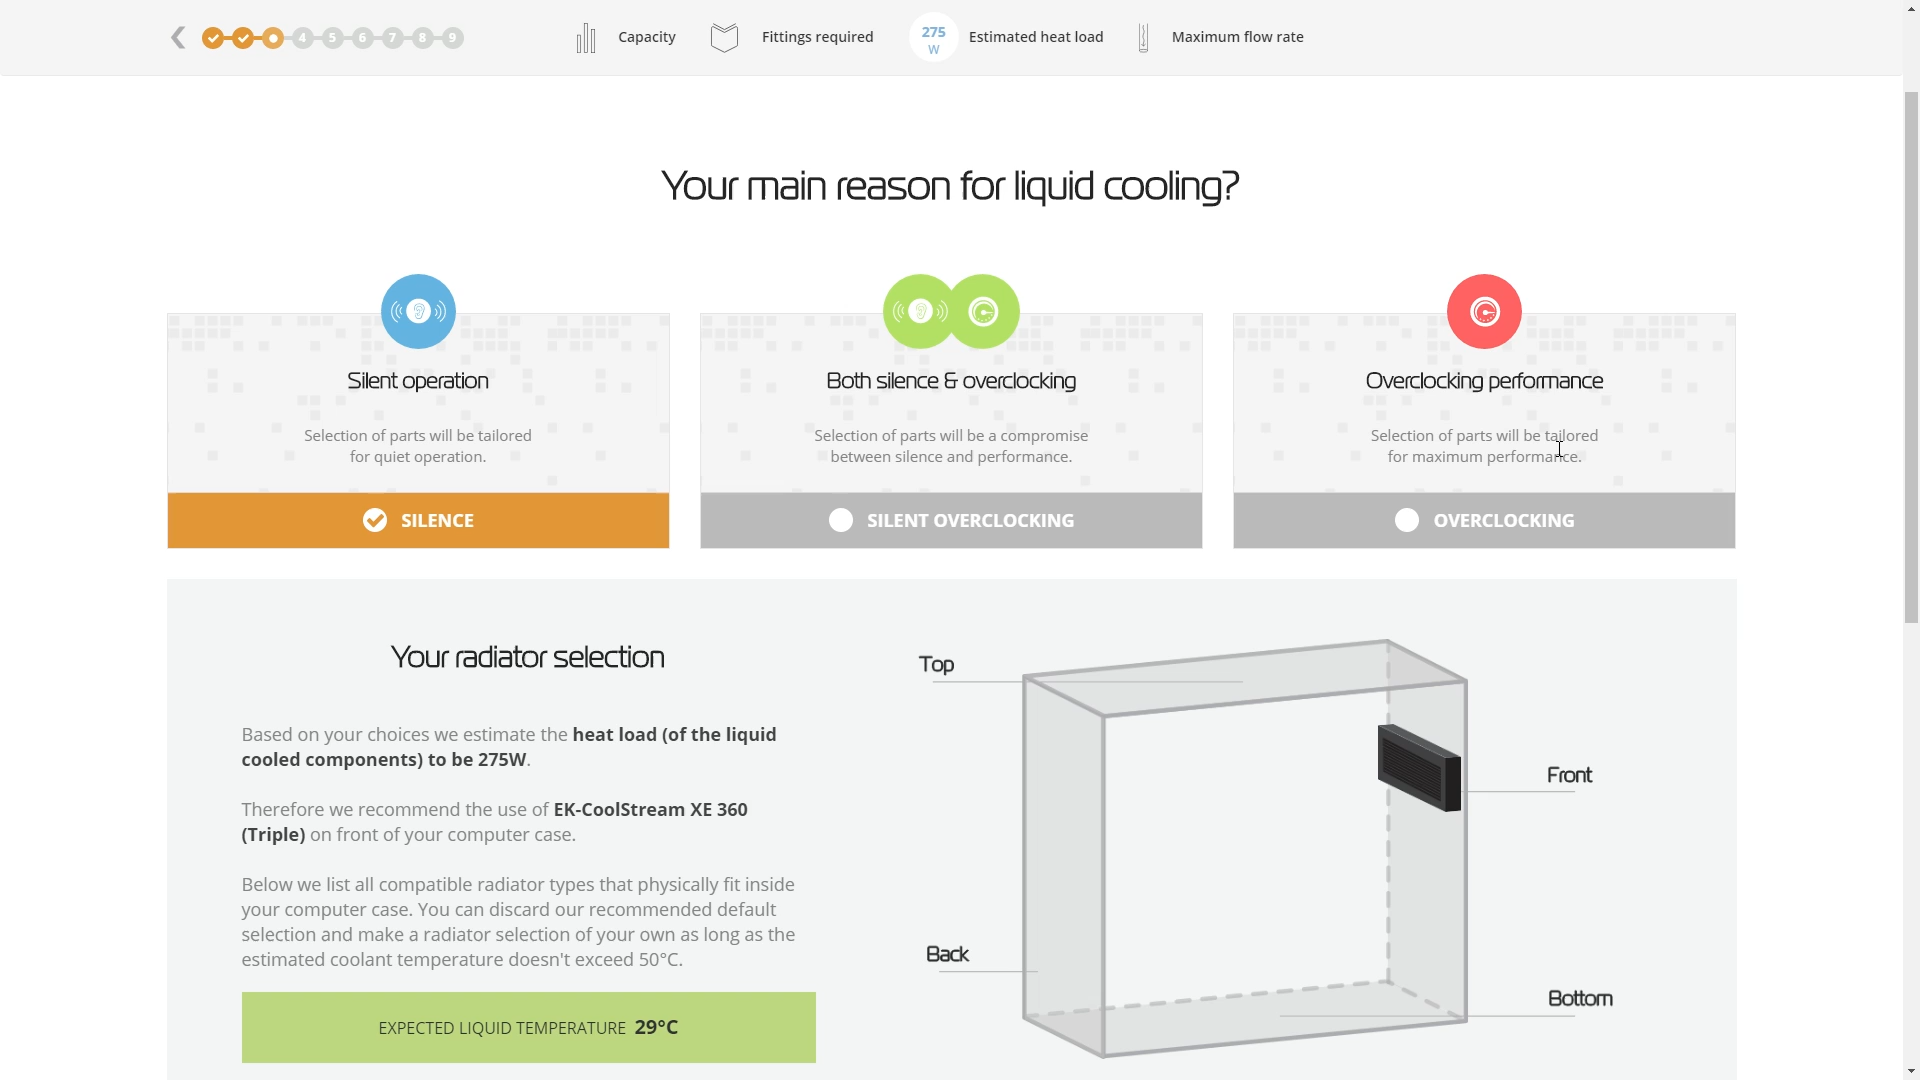 4 5 6 7 8 9
Capacity
Fittings required
275
W
Estimated heat load
Maximum flow rate
Your main reason for liquid cooling?
Silent operation
Selection of parts will be tailored
for quiet operation.
SILENCE
Both silence & overclocking
Selection of parts will be a compromise
between silence and performance.
SILENT OVERCLOCKING
Overclocking performance
Selection of parts will be tailored
for maximum performance.
OVERCLOCKING
Your radiator selection
Based on your choices we estimate the heat load (of the liquid
cooled components) to be 275W.
Therefore we recommend the use of EK-CoolStream XE 360
(Triple) on front of your computer case.
Below we list all compatible radiator types that physically fit inside
your computer case. You can discard our recommended default
selection and make a radiator selection of your own as long as the
estimated coolant temperature doesn't exceed 50°C.
EXPECTED LIQUID TEMPERATURE 29°C
Top
Front
Back
Bottom